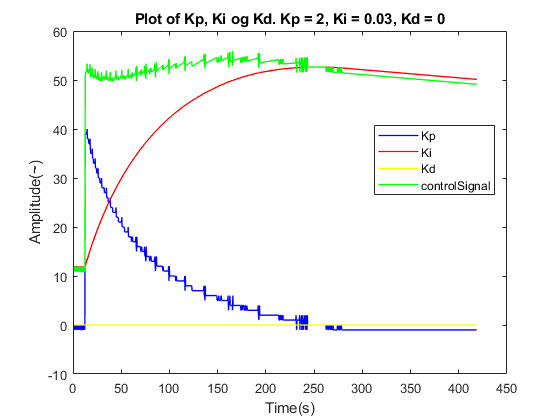 Plot of Kp, Ki og Kd. Kp = 2, Ki = 0.03, Kd = 0
60
50
40
30
20
10
0
-10
Amplitude(~)
Kp
Ki
Kd
controlSignal
0 50 100 150 200 250 300 350 400 450
Time(s)